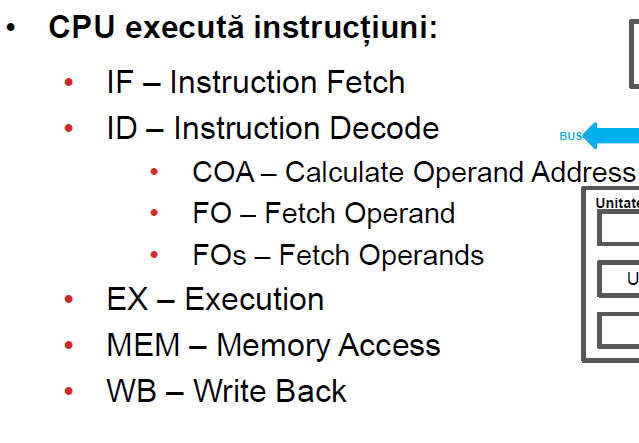 • CPU execută instrucțiuni:
• IF – Instruction Fetch
• ID – Instruction Decode
BUS
• COA – Calculate Operand Address
Unitate
• FO – Fetch Operand
• FOs – Fetch Operands
U
• EX – Execution
• MEM – Memory Access
• WB – Write Back